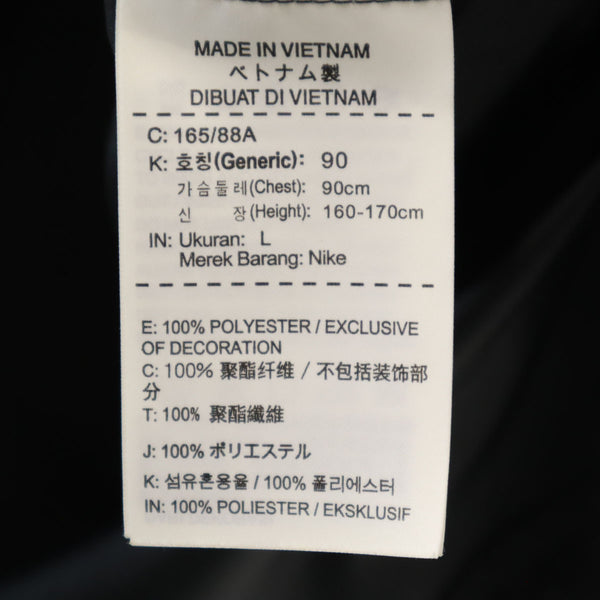 MADE IN VIETNAM
ベトナム製
DIBUAT DI VIETNAM
C: 165/88A
K: 호칭(Generic): 90
가슴둘레(Chest): 90cm
신 장(Height): 160-170cm
IN: Ukuran: L
Merek Barang: Nike
E: 100% POLYESTER / EXCLUSIVE
OF DECORATION
C: 100% 聚酯纤维 / 不包括装饰部
分
T: 100% 聚酯纖維
J: 100% ポリエステル
K: 섬유혼용율 / 100% 폴리에스터
IN: 100% POLIESTER / EKSKLUSIF